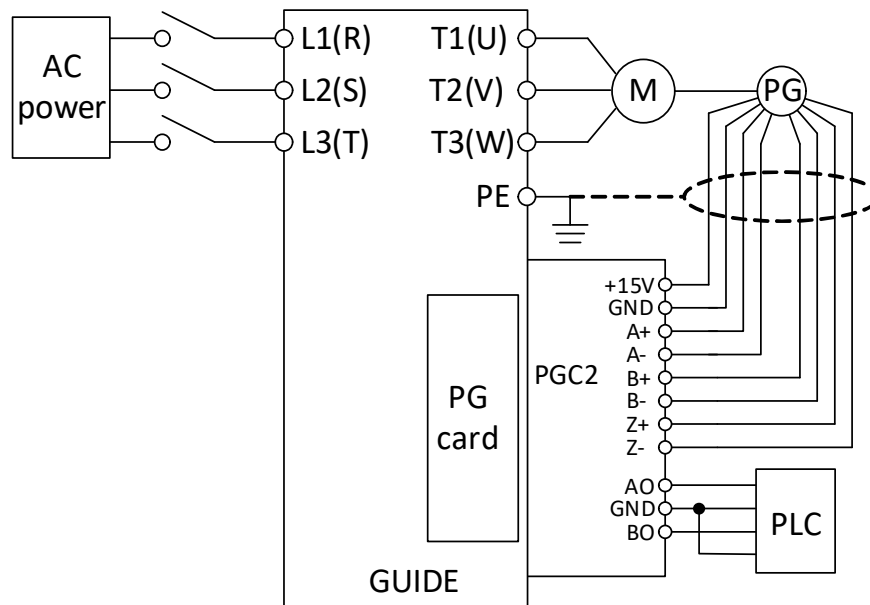 AC
power
L1(R)
L2(S)
L3(T)
T1(U)
T2(V)
T3(W)
PE
M
PG
PG
card
PGC2
+15V
GND
A+
A-
B+
B-
Z+
Z-
AO
GND
BO
PLC
GUIDE